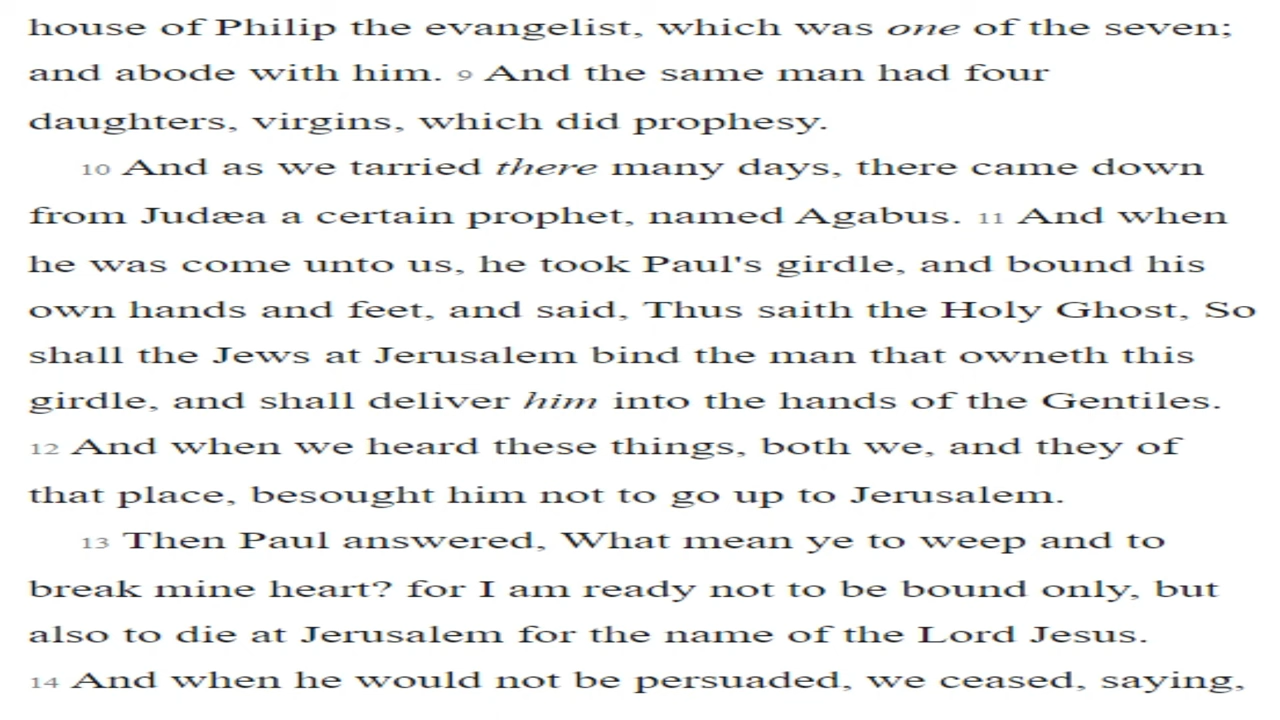 house of Philip the evangelist, which was one of the seven;
and abode with him. 9 And the same man had four
daughters, virgins, which did prophesy.
10 And as we tarried there many days, there came down
from Judæa a certain prophet, named Agabus. 11 And when
he was come unto us, he took Paul's girdle, and bound his
own hands and feet, and said, Thus saith the Holy Ghost, So
shall the Jews at Jerusalem bind the man that owneth this
girdle, and shall deliver him into the hands of the Gentiles.
12 And when we heard these things, both we, and they of
that place, besought him not to go up to Jerusalem.
13 Then Paul answered, What mean ye to weep and to
break mine heart? for I am ready not to be bound only, but
also to die at Jerusalem for the name of the Lord Jesus.
14 And when he would not be persuaded, we ceased, saying,